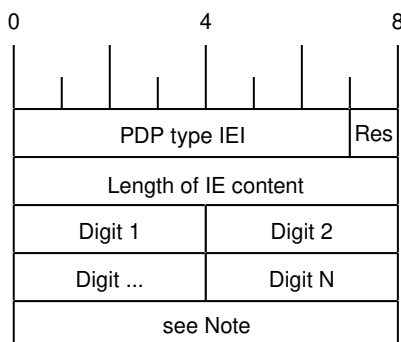 0 4 8
PDP type IEI Res
Length of IE content
Digit 1 Digit 2
Digit ... Digit N
see Note